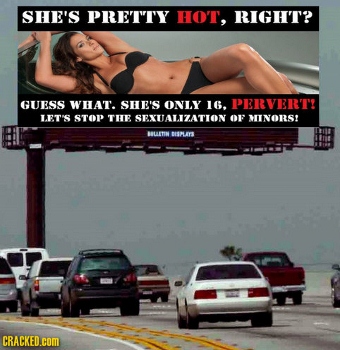 SHE'S PRETTY HOT, RIGHT?
GUESS WHAT. SHE'S ONLY 16, PERVERT!
LET'S STOP THE SEXUALIZATION OF MINORS!
BULLETIN DISPLAYS
CRACKED.COM